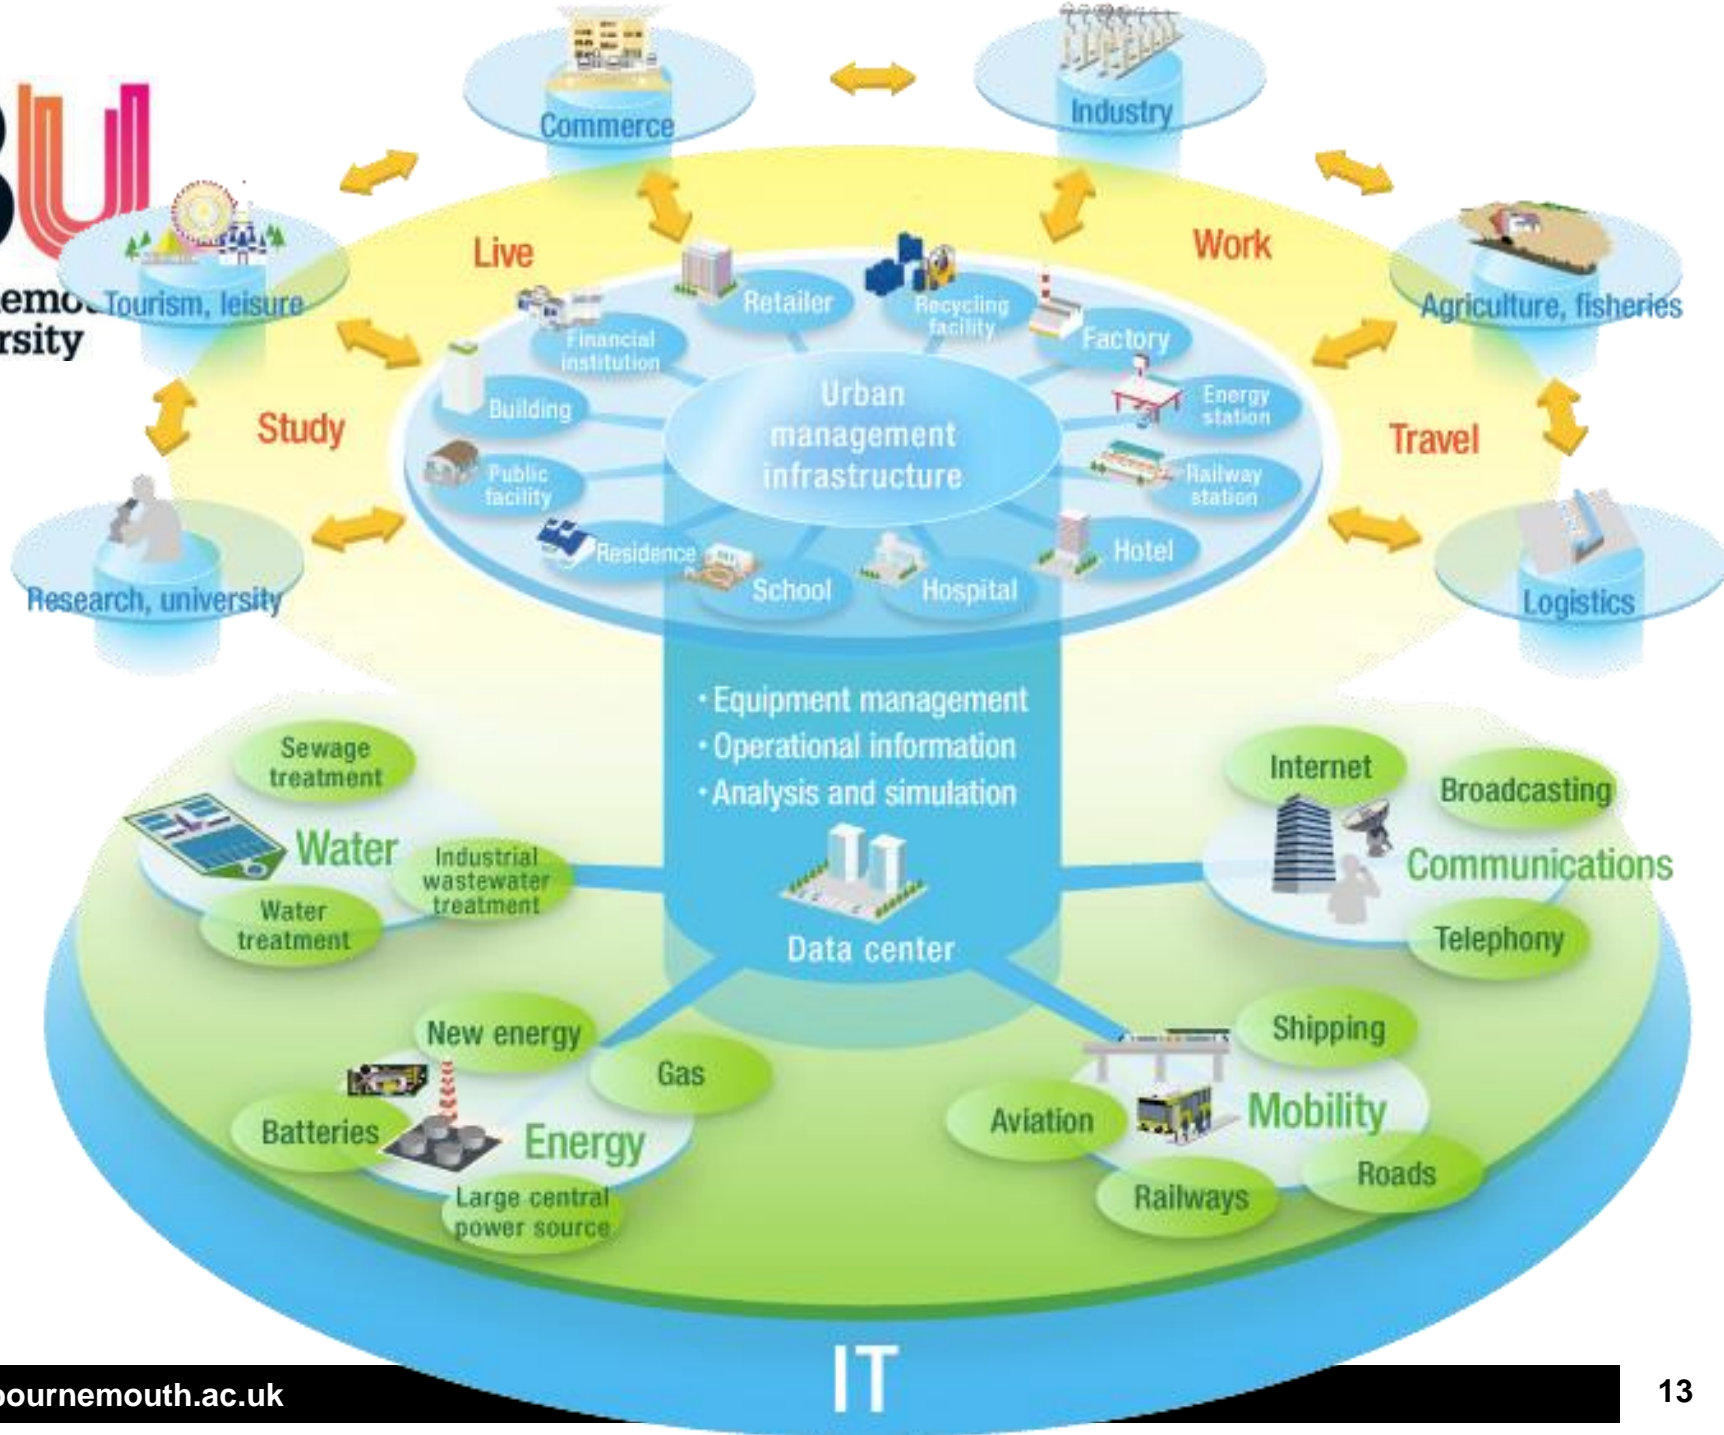 Commerce
Industry
BU
Tourism, leisure
rsity
Live
Work
Agriculture, fisheries
Retailer
Recycling
facility
Financial
institution
Factory
Building
Urban
management
infrastructure
Energy
station
Study
Travel
Public
facility
Railway
station
Residence
School
Hospital
Hotel
Research, university
Logistics
· Equipment management
· Operational information
· Analysis and simulation
Data center
Sewage
treatment
Water
Industrial
wastewater
treatment
Water
treatment
Internet
Broadcasting
Communications
Telephony
New energy
Gas
Batteries
Energy
Large central
power source
Shipping
Aviation
Mobility
Roads
Railways
IT
bournemouth.ac.uk
13